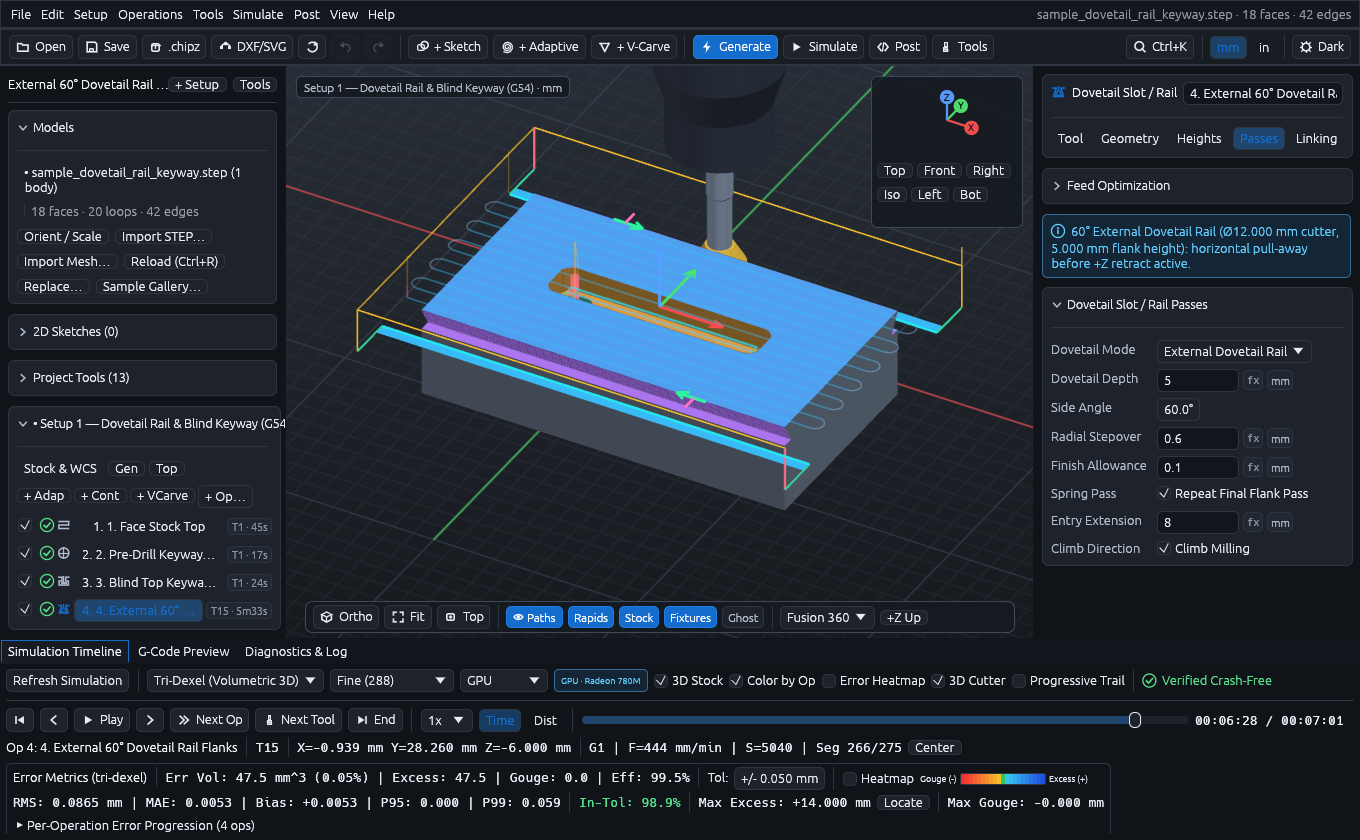 File Edit Setup Operations Tools Simulate Post View Help
sample_dovetail_rail_keyway.step · 18 faces · 42 edges
Open Save .chipz DXF/SVG + Sketch + Adaptive + V-Carve Generate Simulate Post Tools Ctrl+K mm in Dark
External 60° Dovetail Rail ... + Setup Tools
Models
• sample_dovetail_rail_keyway.step (1 body)
18 faces · 20 loops · 42 edges
Orient / Scale Import STEP...
Import Mesh... Reload (Ctrl+R)
Replace... Sample Gallery...
2D Sketches (0)
Project Tools (13)
• Setup 1 — Dovetail Rail & Blind Keyway (G54
Stock & WCS Gen Top
+ Adap + Cont + VCarve + Op...
1. 1. Face Stock Top T1 · 45s
2. 2. Pre-Drill Keyway... T1 · 17s
3. 3. Blind Top Keywa... T1 · 24s
4. 4. External 60° ... T15 · 5m33s
Setup 1 — Dovetail Rail & Blind Keyway (G54) · mm
Z
Y
X
Top Front Right
Iso Left Bot
Ortho Fit Top Paths Rapids Stock Fixtures Ghost Fusion 360 +Z Up
Dovetail Slot / Rail 4. External 60° Dovetail R
Tool Geometry Heights Passes Linking
Feed Optimization
60° External Dovetail Rail (Ø12.000 mm cutter,
5.000 mm flank height): horizontal pull-away
before +Z retract active.
Dovetail Slot / Rail Passes
Dovetail Mode External Dovetail Rail
Dovetail Depth 5 fx mm
Side Angle 60.0°
Radial Stepover 0.6 fx mm
Finish Allowance 0.1 fx mm
Spring Pass Repeat Final Flank Pass
Entry Extension 8 fx mm
Climb Direction Climb Milling
Simulation Timeline G-Code Preview Diagnostics & Log
Refresh Simulation Tri-Dexel (Volumetric 3D) Fine (288) GPU GPU · Radeon 780M 3D Stock Color by Op Error Heatmap 3D Cutter Progressive Trail Verified Crash-Free
Play Next Op Next Tool End 1x Time Dist 00:06:28 / 00:07:01
Op 4: 4. External 60° Dovetail Rail Flanks T15 X=-0.939 mm Y=28.260 mm Z=-6.000 mm G1 | F=444 mm/min | S=5040 | Seg 266/275 Center
Error Metrics (tri-dexel) Err Vol: 47.5 mm^3 (0.05%) | Excess: 47.5 | Gouge: 0.0 | Eff: 99.5% Tol: +/- 0.050 mm Heatmap Gouge (-) Excess (+)
RMS: 0.0865 mm | MAE: 0.0053 | Bias: +0.0053 | P95: 0.000 | P99: 0.059 In-Tol: 98.9% Max Excess: +14.000 mm Locate Max Gouge: -0.000 mm
Per-Operation Error Progression (4 ops)